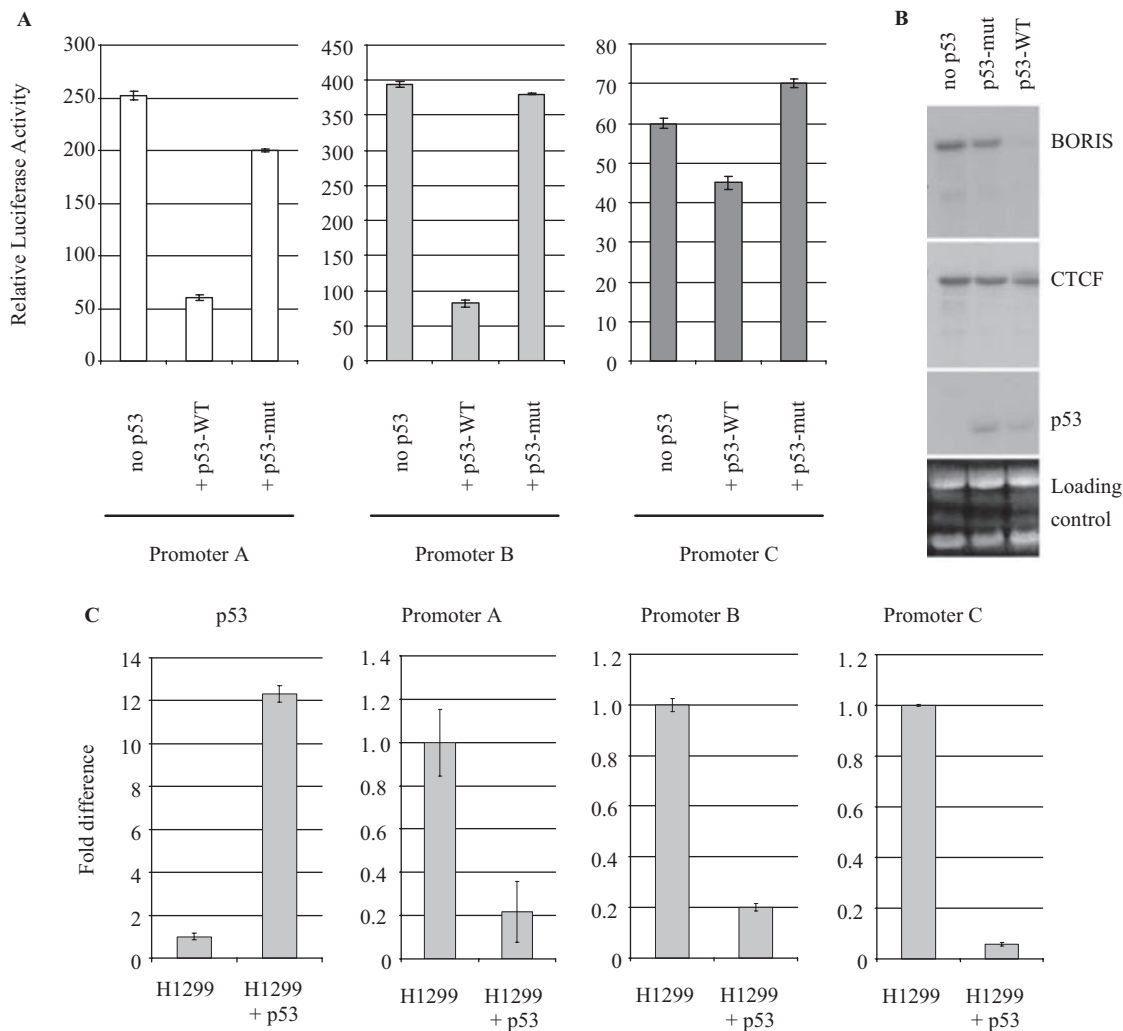 A
Relative Luciferase Activity
300
250
200
150
100
50
0
no p53
+ p53-WT
+ p53-mut
Promoter A
450
400
350
300
250
200
150
100
50
0
no p53
+ p53-WT
+ p53-mut
Promoter B
80
70
60
50
40
30
20
10
0
no p53
+ p53-WT
+ p53-mut
Promoter C
B
no p53
p53-mut
p53-WT
BORIS
CTCF
p53
Loading
control
C
Fold difference
p53
14
12
10
8
6
4
2
0
H1299
H1299
+ p53
Promoter A
1. 4
1. 2
1. 0
0. 8
0. 6
0. 4
0. 2
0
H1299
H1299
+ p53
Promoter B
1. 2
1. 0
0. 8
0. 6
0. 4
0. 2
0
H1299
H1299
+ p53
Promoter C
1. 2
1. 0
0. 8
0. 6
0. 4
0. 2
0
H1299
H1299
+ p53